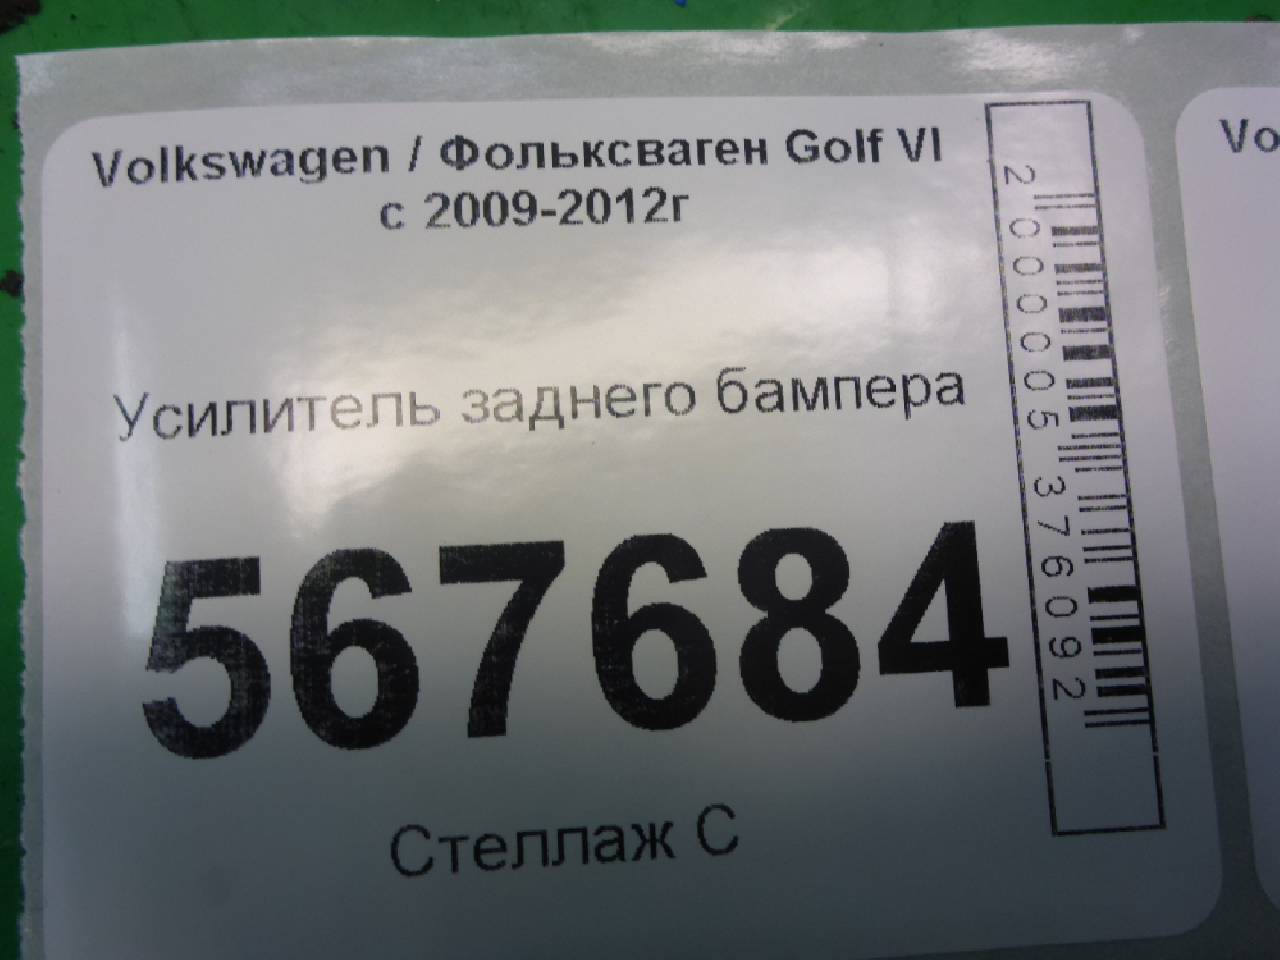 Volkswagen / Фольксваген Golf VI
с 2009-2012г
Усилитель заднего бампера
567684
Стеллаж С
2000005376092
Vo